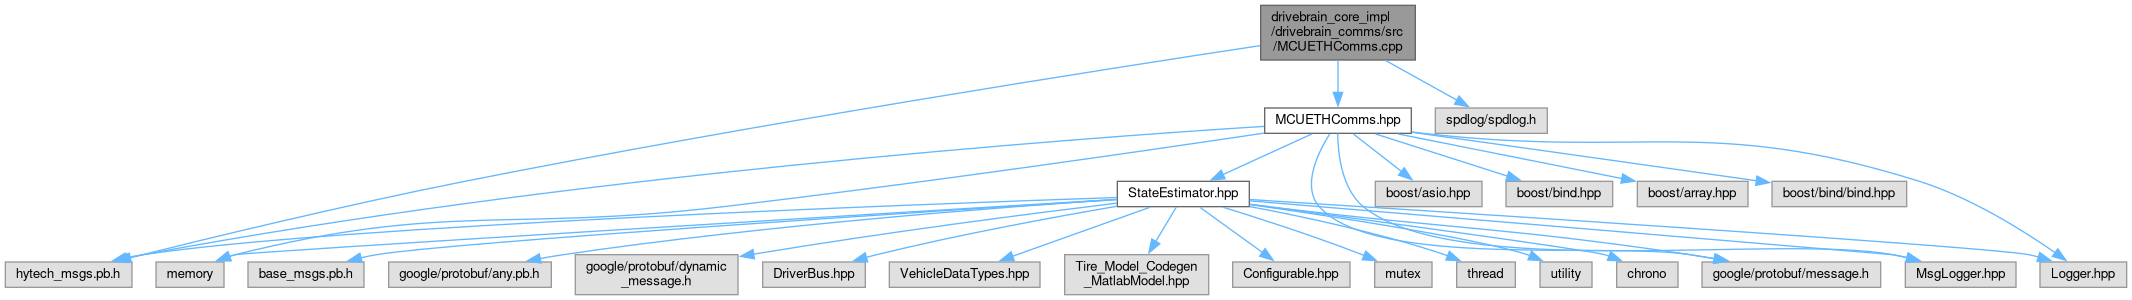 drivebrain_core_impl
/drivebrain_comms/src
/MCUETHComms.cpp
MCUETHComms.hpp
spdlog/spdlog.h
StateEstimator.hpp
boost/asio.hpp
boost/bind.hpp
boost/array.hpp
boost/bind/bind.hpp
hytech_msgs.pb.h
memory
base_msgs.pb.h
google/protobuf/any.pb.h
google/protobuf/dynamic
_message.h
DriverBus.hpp
VehicleDataTypes.hpp
Tire_Model_Codegen
_MatlabModel.hpp
Configurable.hpp
mutex
thread
utility
chrono
google/protobuf/message.h
MsgLogger.hpp
Logger.hpp